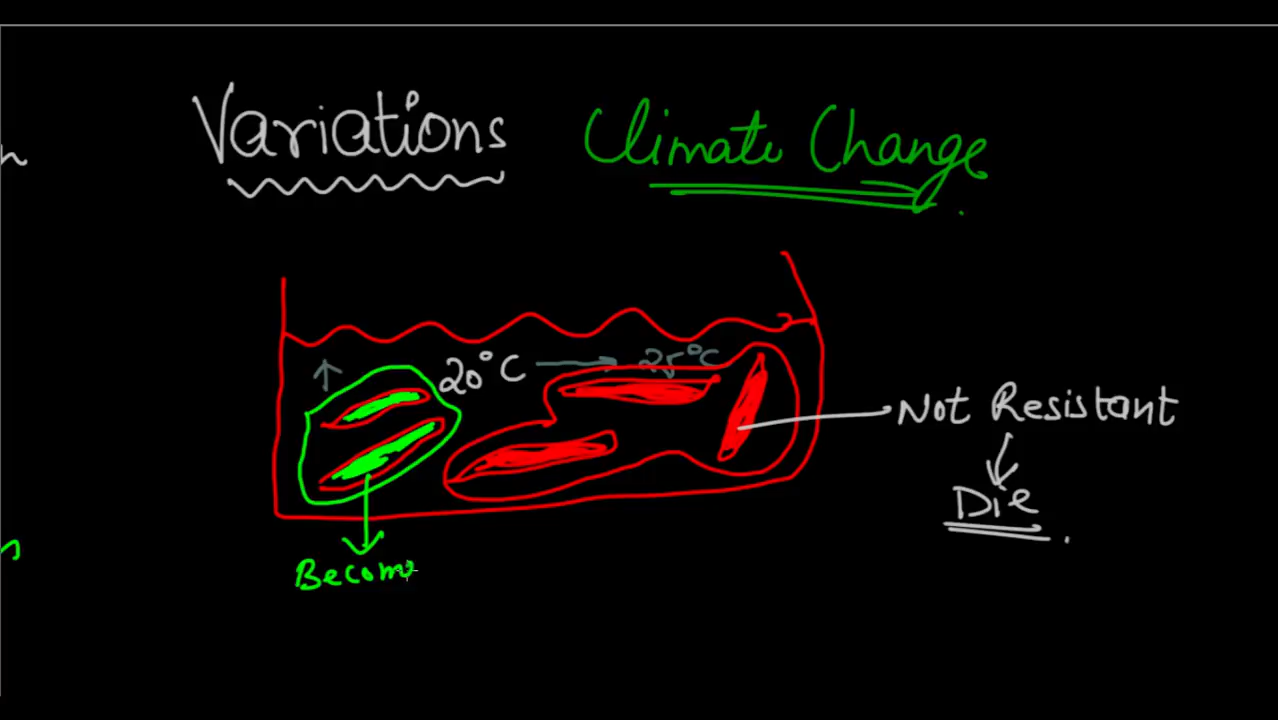 Variations Climate Change
20°C → 25°C
Not Resistant
Die
Becom